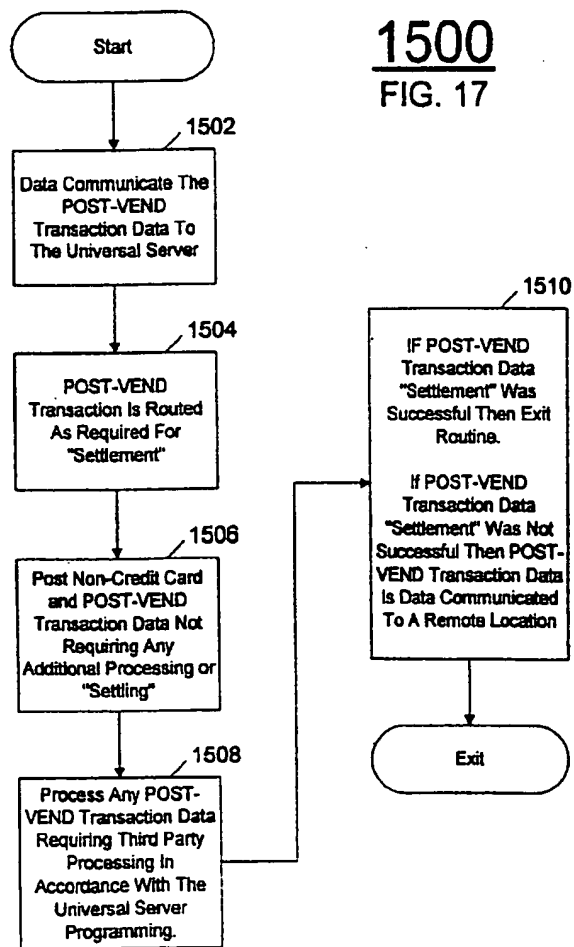 1500
FIG. 17
Start
1502
Data Communicate The
POST-VEND
Transaction Data To
The Universal Server
1504
POST-VEND
Transaction Is Routed
As Required For
"Settlement"
1506
Post Non-Credit Card
and POST-VEND
Transaction Data Not
Requiring Any
Additional Processing or
"Settling"
1508
Process Any POST-
VEND Transaction Data
Requiring Third Party
Processing In
Accordance With The
Universal Server
Programming.
1510
IF POST-VEND
Transaction Data
"Settlement" Was
Successful Then Exit
Routine.
If POST-VEND
Transaction Data
"Settlement" Was Not
Successful Then POST-
VEND Transaction Data
Is Data Communicated
To A Remote Location
Exit